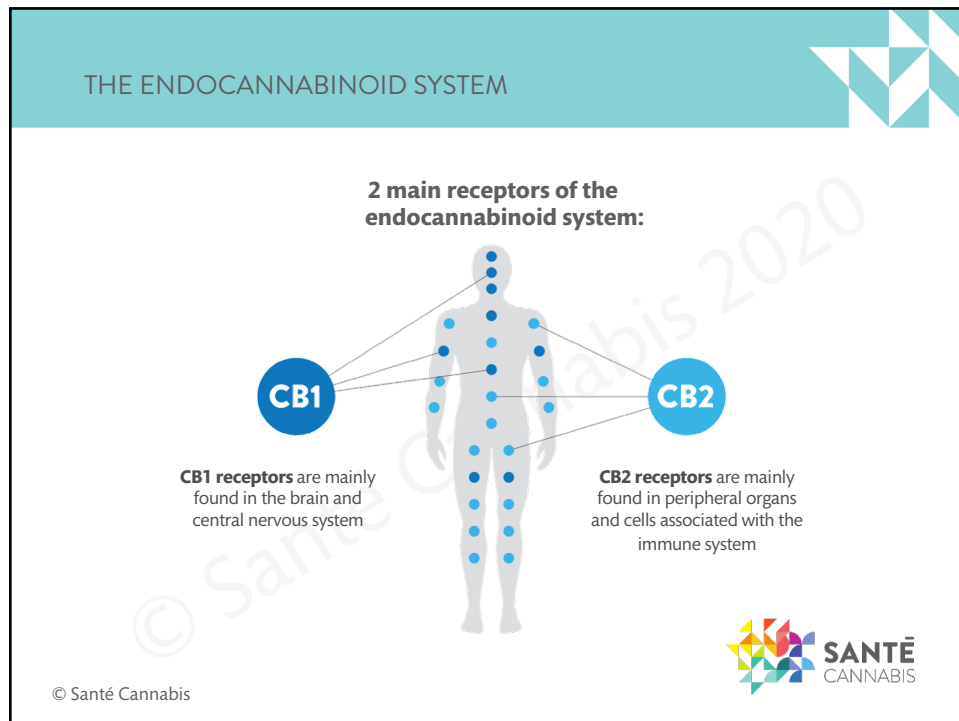 THE ENDOCANNABINOID SYSTEM
2 main receptors of the
endocannabinoid system:
CB1
CB2
CB1 receptors are mainly
found in the brain and
central nervous system
CB2 receptors are mainly
found in peripheral organs
and cells associated with the
immune system
© Santé Cannabis 2020
SANTÉ
CANNABIS
© Santé Cannabis